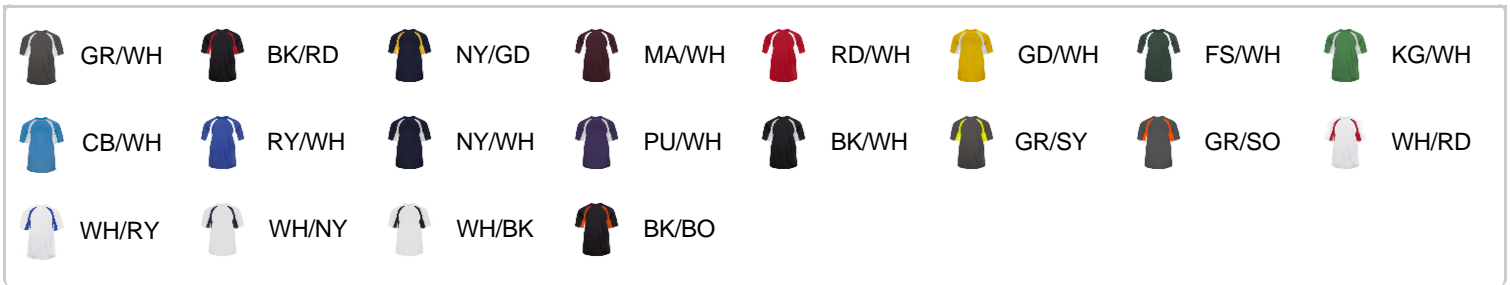 GR/WH BK/RD NY/GD MA/WH RD/WH GD/WH FS/WH KG/WH
CB/WH RY/WH NY/WH PU/WH BK/WH GR/SY GR/SO WH/RD
WH/RY WH/NY WH/BK BK/BO